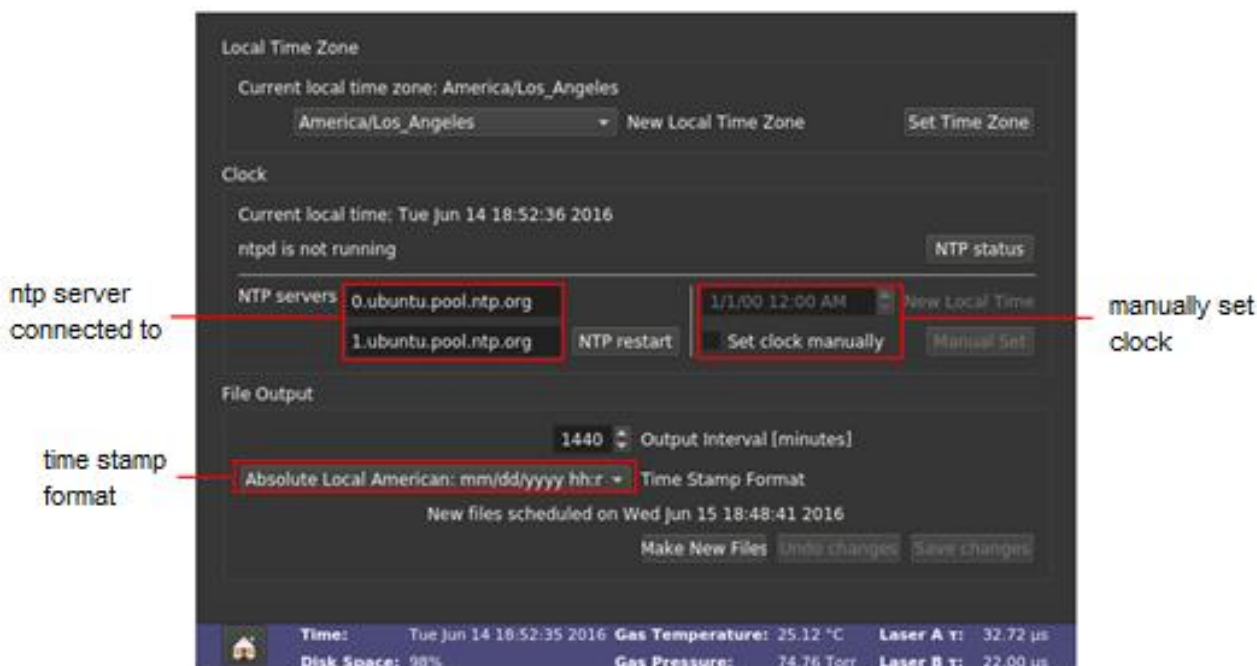 Local Time Zone
Current local time zone: America/Los_Angeles
America/Los_Angeles New Local Time Zone Set Time Zone
Clock
Current local time: Tue Jun 14 18:52:36 2016
ntpd is not running NTP status
ntp server
connected to
NTP servers 0.ubuntu.pool.ntp.org 1/1/00 12:00 AM New Local Time
1.ubuntu.pool.ntp.org NTP restart Set clock manually Manual Set
manually set
clock
File Output
1440 Output Interval [minutes]
time stamp
format
Absolute Local American: mm/dd/yyyy hh:r Time Stamp Format
New files scheduled on Wed Jun 15 18:48:41 2016
Make New Files Undo changes Save changes
Time: Tue Jun 14 18:52:35 2016 Gas Temperature: 25.12 °C Laser A τ: 32.72 µs
Disk Space: 98% Gas Pressure: 74.76 Torr Laser B τ: 22.00 µs